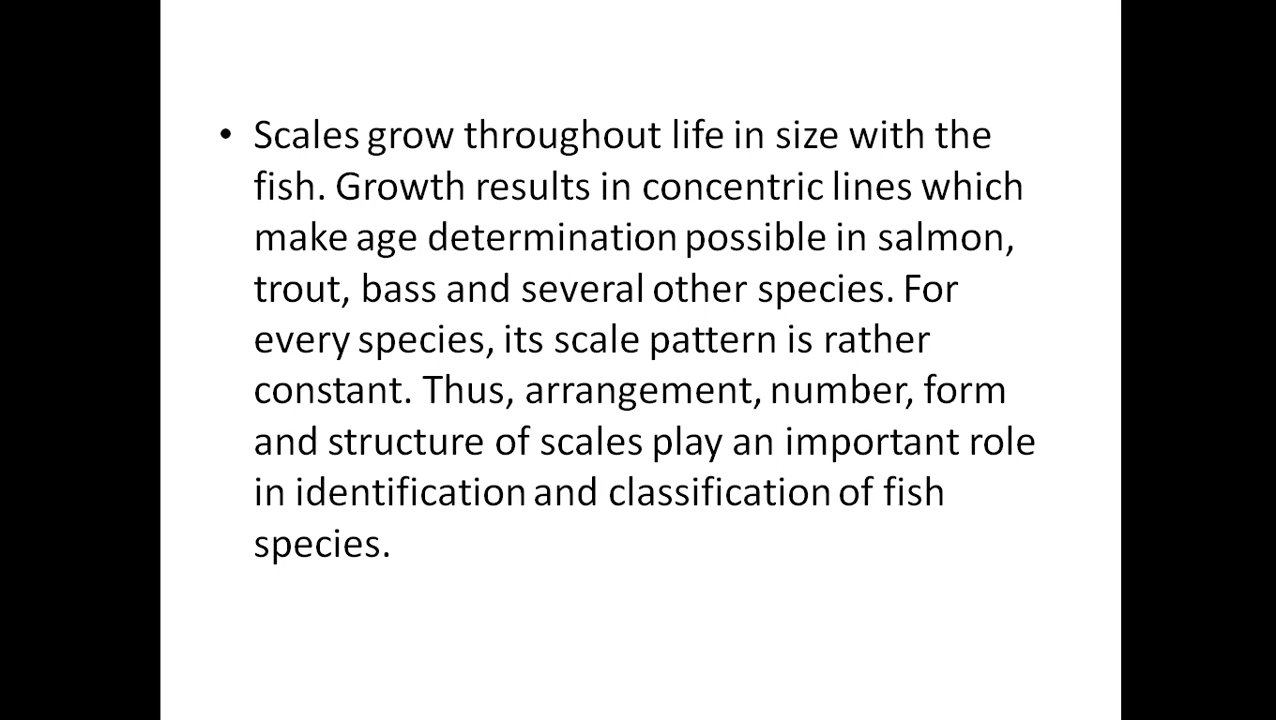 • Scales grow throughout life in size with the
fish. Growth results in concentric lines which
make age determination possible in salmon,
trout, bass and several other species. For
every species, its scale pattern is rather
constant. Thus, arrangement, number, form
and structure of scales play an important role
in identification and classification of fish
species.